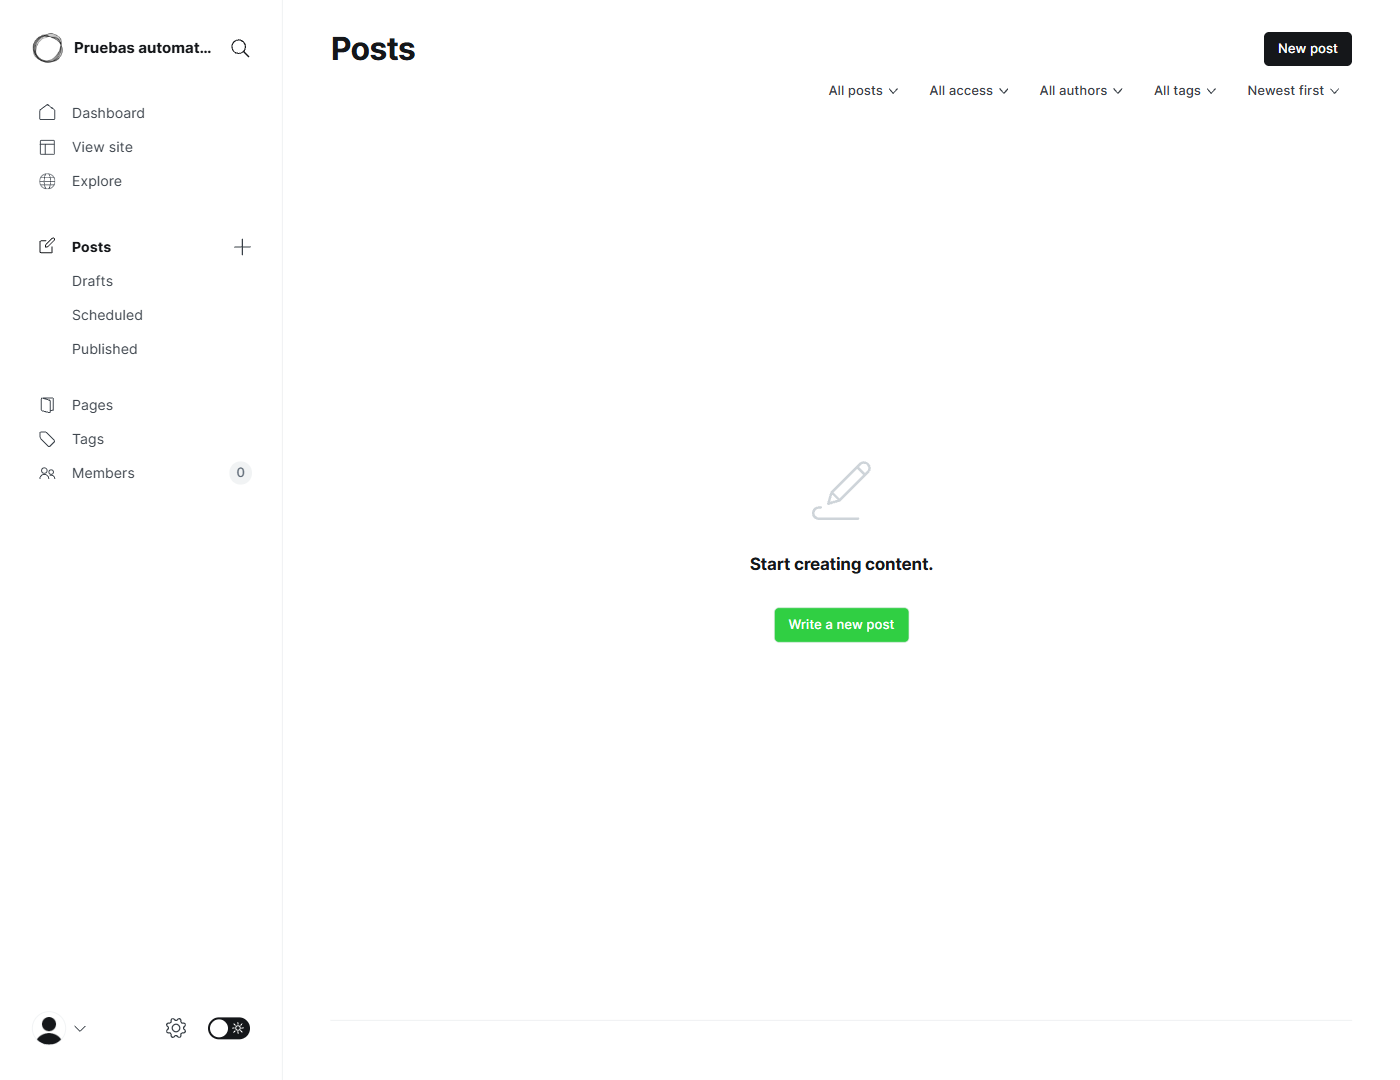 Pruebas automat...
Dashboard
View site
Explore
Posts
Drafts
Scheduled
Published
Pages
Tags
Members 0
Posts
New post
All posts All access All authors All tags Newest first
Start creating content.
Write a new post